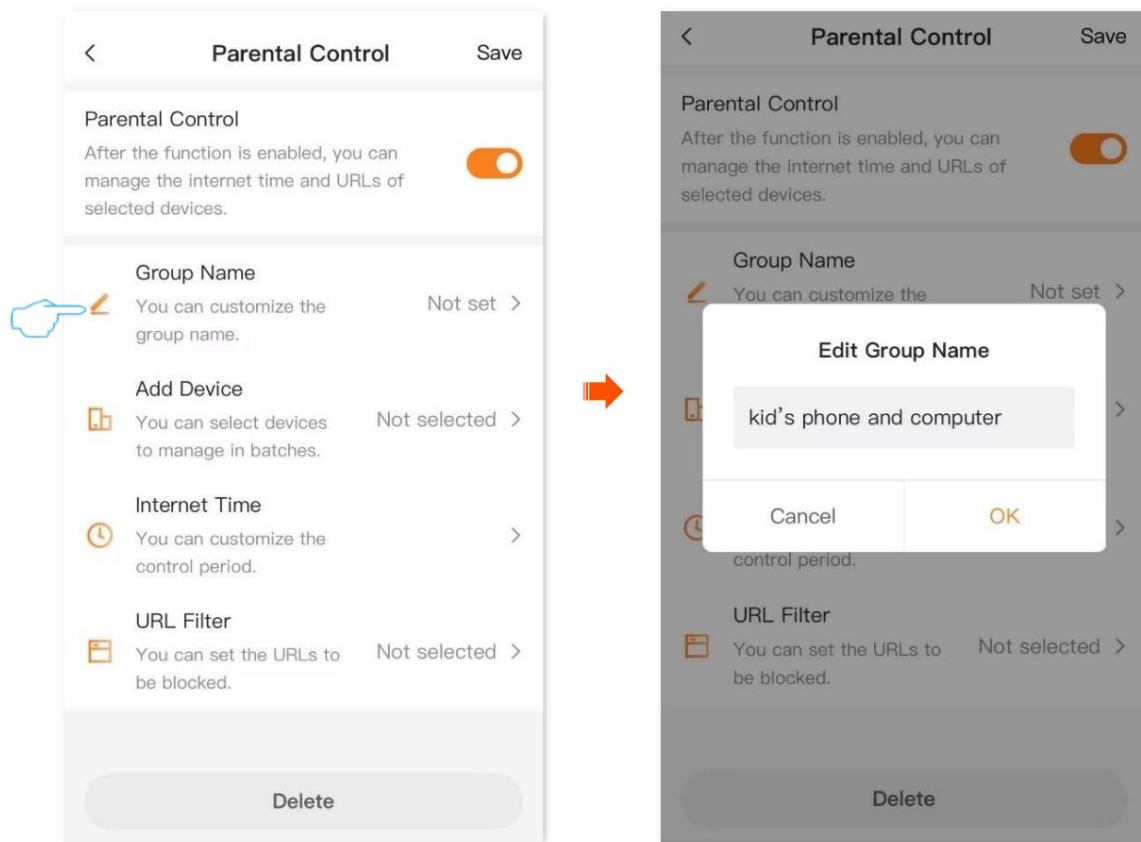 Parental Control
Save
Parental Control
After the function is enabled, you can
manage the internet time and URLs of
selected devices.
Group Name
You can customize the
group name.
Not set
Add Device
You can select devices
to manage in batches.
Not selected
Internet Time
You can customize the
control period.
URL Filter
You can set the URLs to
be blocked.
Not selected
Delete
Parental Control
Save
Parental Control
After the function is enabled, you can
manage the internet time and URLs of
selected devices.
Group Name
You can customize the
Not set
Edit Group Name
kid’s phone and computer
Cancel
OK
control period.
URL Filter
You can set the URLs to
be blocked.
Not selected
Delete